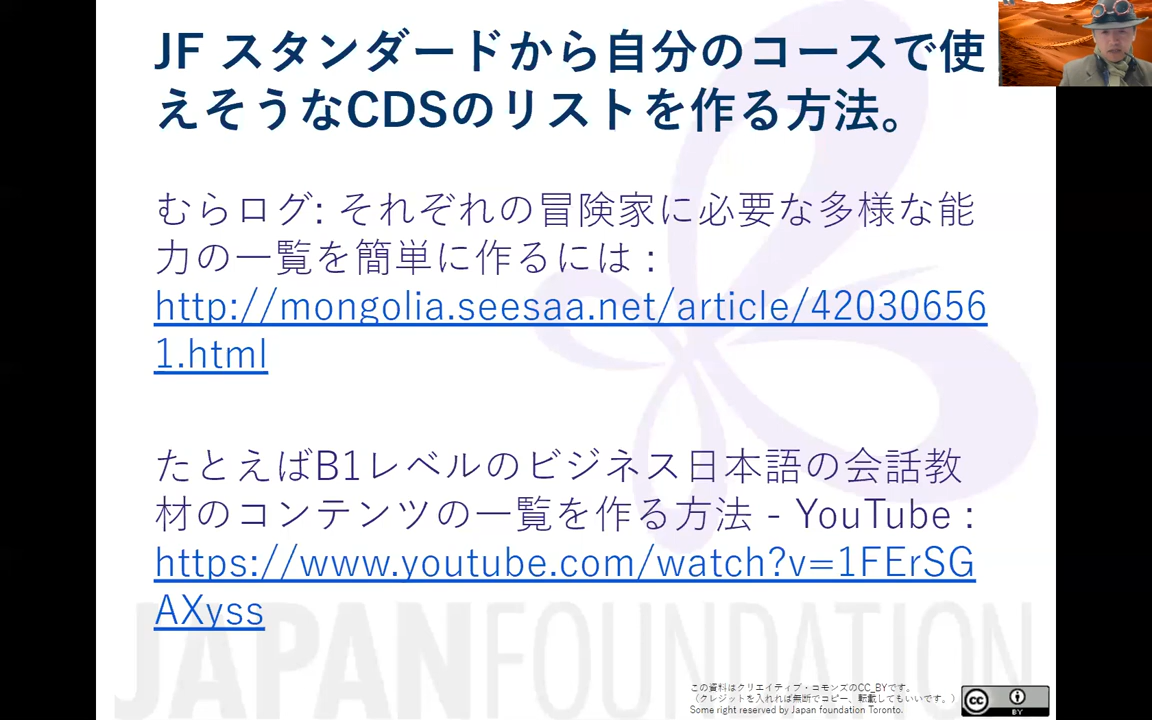 JF スタンダードから自分のコースで使
えそうなCDSのリストを作る方法。
むらログ: それぞれの冒険家に必要な多様な能
力の一覧を簡単に作るには :
http://mongolia.seesaa.net/article/42030656
1.html
たとえばB1レベルのビジネス日本語の会話教
材のコンテンツの一覧を作る方法 - YouTube :
https://www.youtube.com/watch?v=1FErSG
AXyss
JAPANFOUNDATION
この資料はクリエイティブ・コモンズのCC_BYです。
（クレジットを入れれば無断でコピー、転載してもいいです。）
Some right reserved by Japan foundation Toronto.
cc
BY